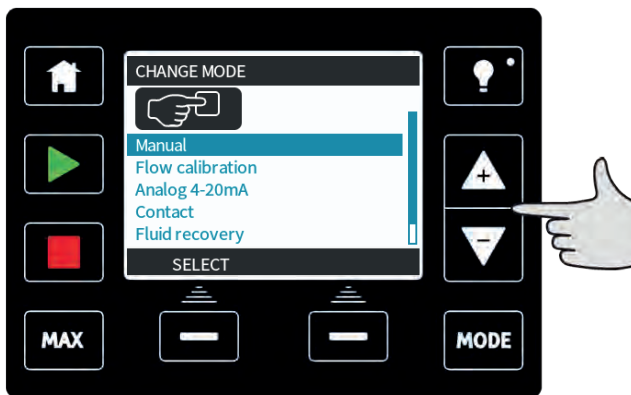 CHANGE MODE
Manual
Flow calibration
Analog 4-20mA
Contact
Fluid recovery
SELECT
+
-
MAX
MODE